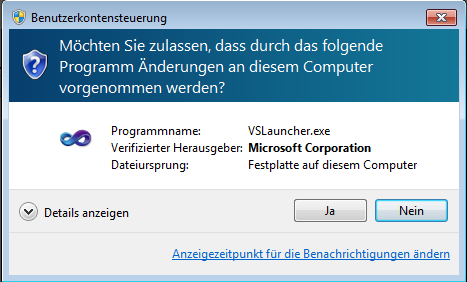 Benutzerkontensteuerung
Möchten Sie zulassen, dass durch das folgende
Programm Änderungen an diesem Computer
vorgenommen werden?
Programmname: VSLauncher.exe
Verifizierter Herausgeber: Microsoft Corporation
Dateiursprung: Festplatte auf diesem Computer
Details anzeigen
Ja
Nein
Anzeigezeitpunkt für die Benachrichtigungen ändern